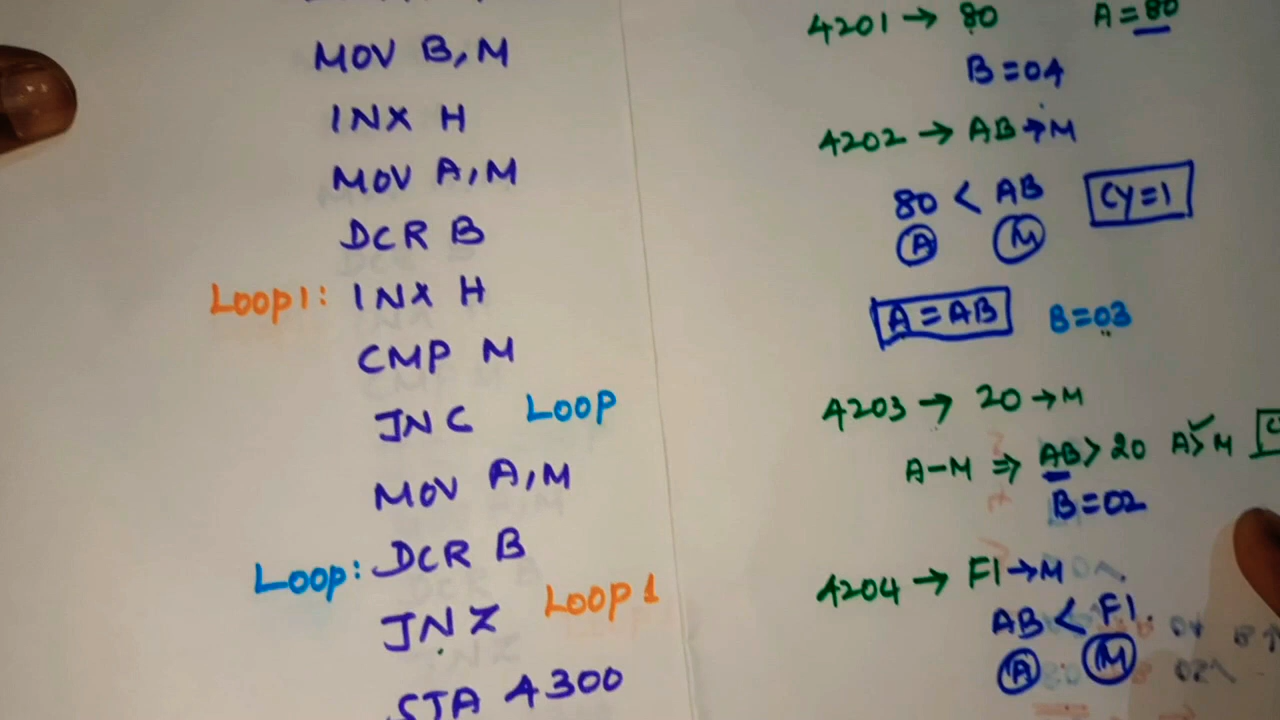 MOV B,M
INX H
MOV A,M
DCR B
Loop1: INX H
CMP M
JNC LOOP
MOV A,M
Loop: DCR B
JNZ LOOP1
STA 4300
4201 → 80 A = 80
B = 04
4202 → AB → M
80 < AB CY=1
A M
A = AB B=03
4203 → 20 → M
A-M ⇒ AB > 20 A > M
B = 02
4204 → F1 → M
AB < F1.
A M